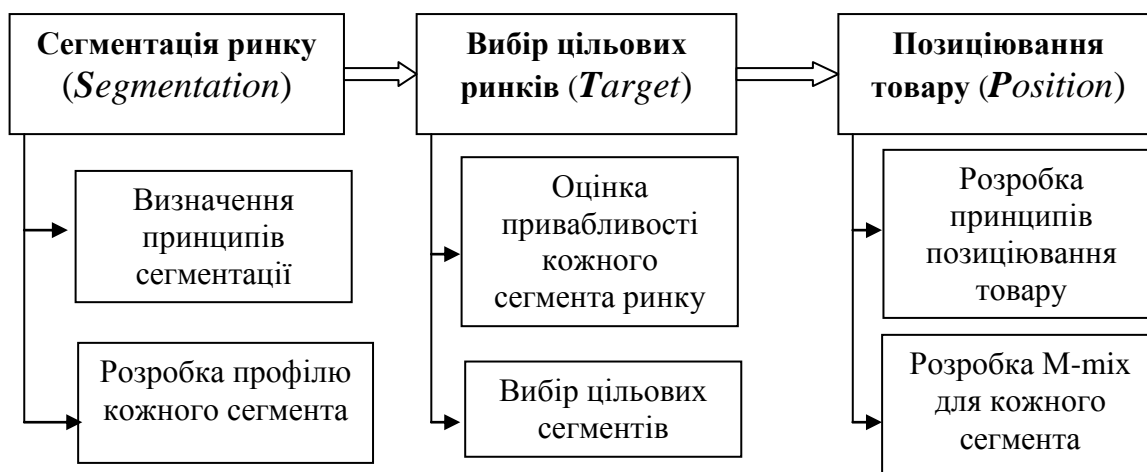 Сегментація ринку
(Segmentation)
Вибір цільових
ринків (Target)
Позиціювання
товару (Position)
Визначення
принципів
сегментації
Розробка профілю
кожного сегмента
Оцінка
привабливості
кожного
сегмента ринку
Вибір цільових
сегментів
Розробка
принципів
позиціювання
товару
Розробка M-mix
для кожного
сегмента